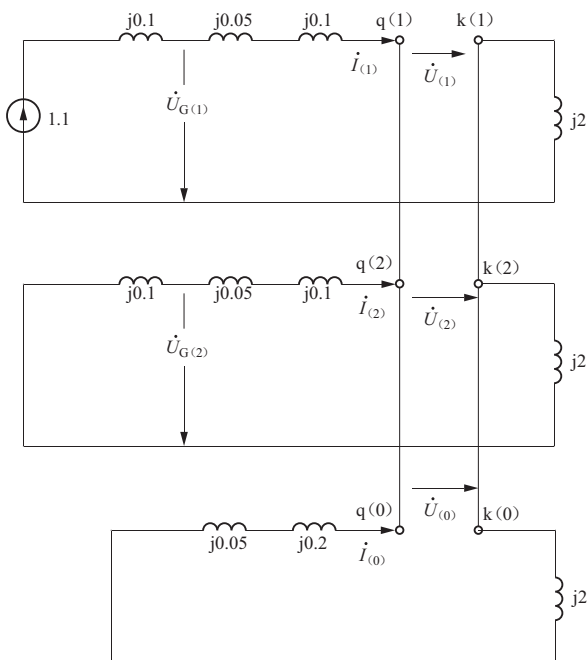 q(1) k(1)
j0.1 j0.05 j0.1
İ(1) U̇(1)
U̇G(1)
1.1 j2
q(2) k(2)
j0.1 j0.05 j0.1
İ(2) U̇(2)
U̇G(2) j2
q(0) U̇(0) k(0)
j0.05 j0.2
İ(0)
j2